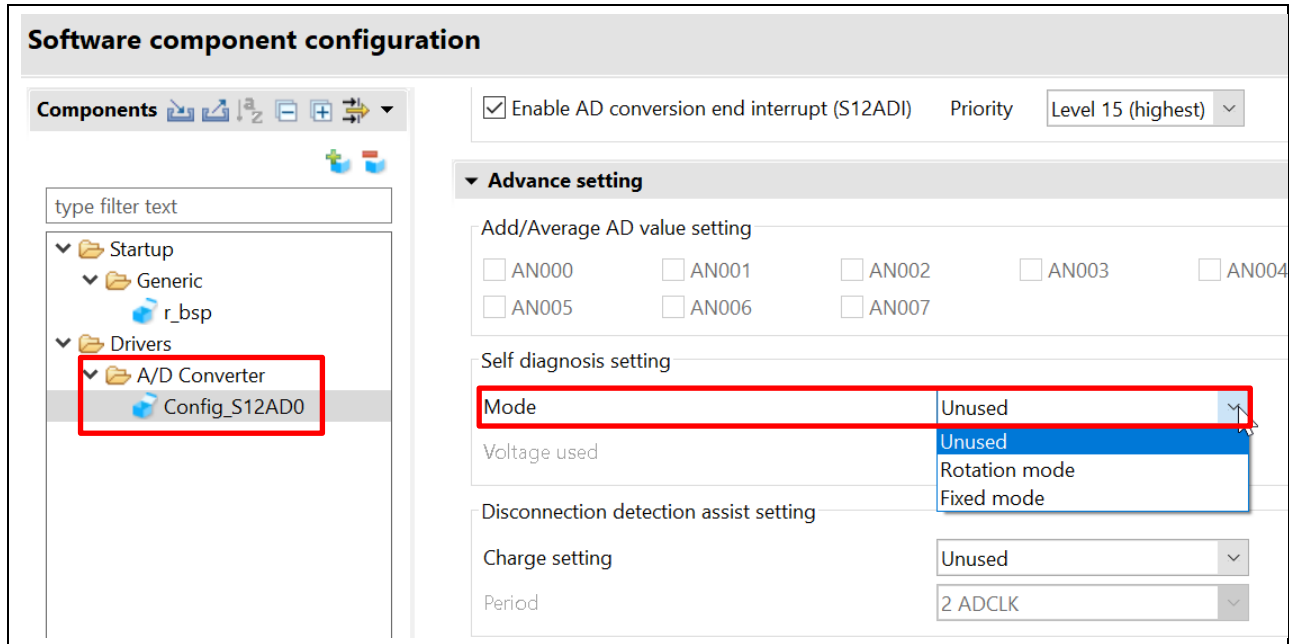 Software component configuration
Components
type filter text
Startup
Generic
r_bsp
Drivers
A/D Converter
Config_S12AD0
Enable AD conversion end interrupt (S12ADI) Priority Level 15 (highest)
Advance setting
Add/Average AD value setting
AN000 AN001 AN002 AN003 AN004
AN005 AN006 AN007
Self diagnosis setting
Mode Unused
Unused
Rotation mode
Fixed mode
Voltage used
Disconnection detection assist setting
Charge setting Unused
Period 2 ADCLK